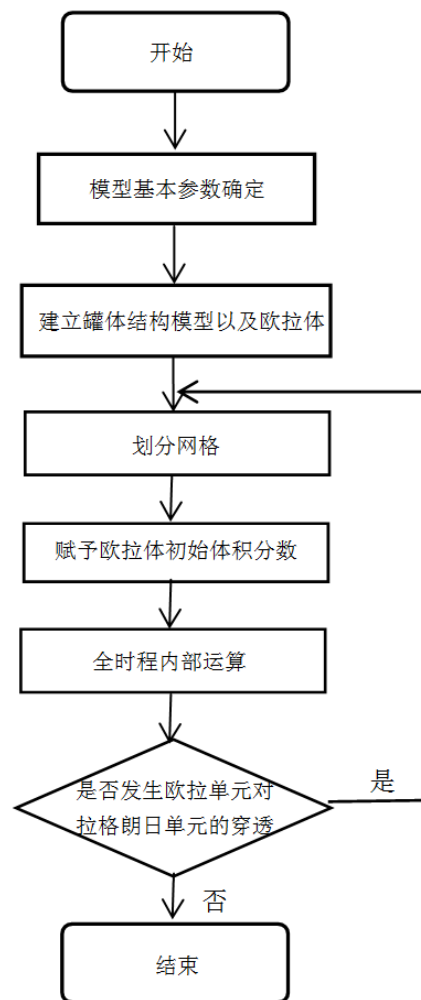 开始
模型基本参数确定
建立罐体结构模型以及欧拉体
划分网格
赋予欧拉体初始体积分数
全时程内部运算
是否发生欧拉单元对
拉格朗日单元的穿透
是
否
结束